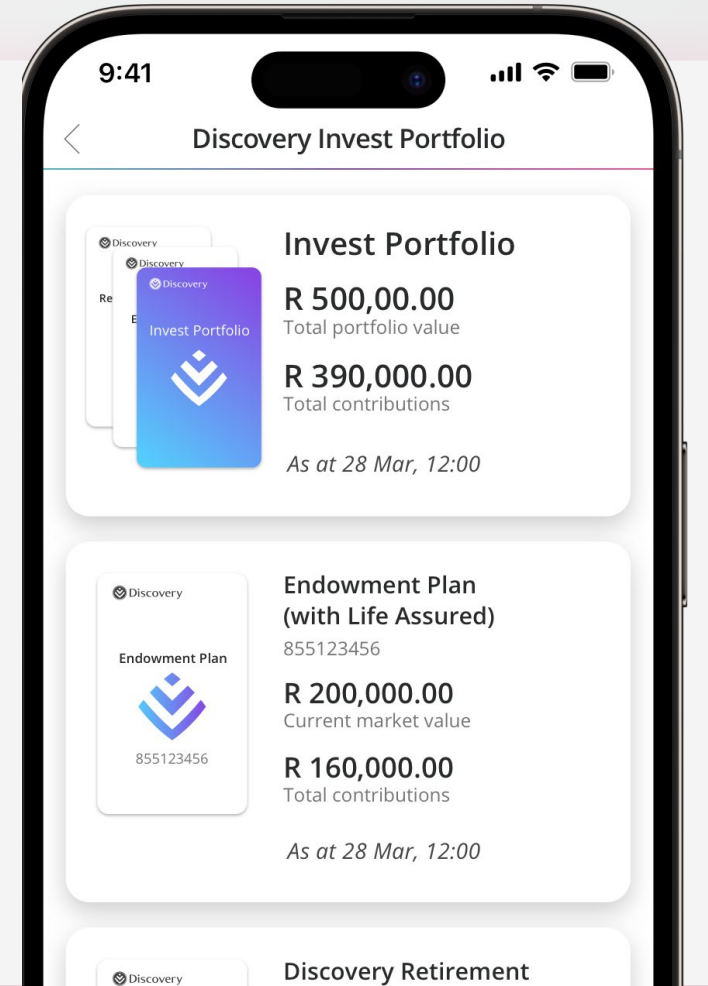 9:41
Discovery Invest Portfolio
Discovery
Discovery
Re
E
Discovery
Invest Portfolio
Invest Portfolio
R 500,00.00
Total portfolio value
R 390,000.00
Total contributions
As at 28 Mar, 12:00
Discovery
Endowment Plan
855123456
Endowment Plan
(with Life Assured)
855123456
R 200,000.00
Current market value
R 160,000.00
Total contributions
As at 28 Mar, 12:00
Discovery
Discovery Retirement